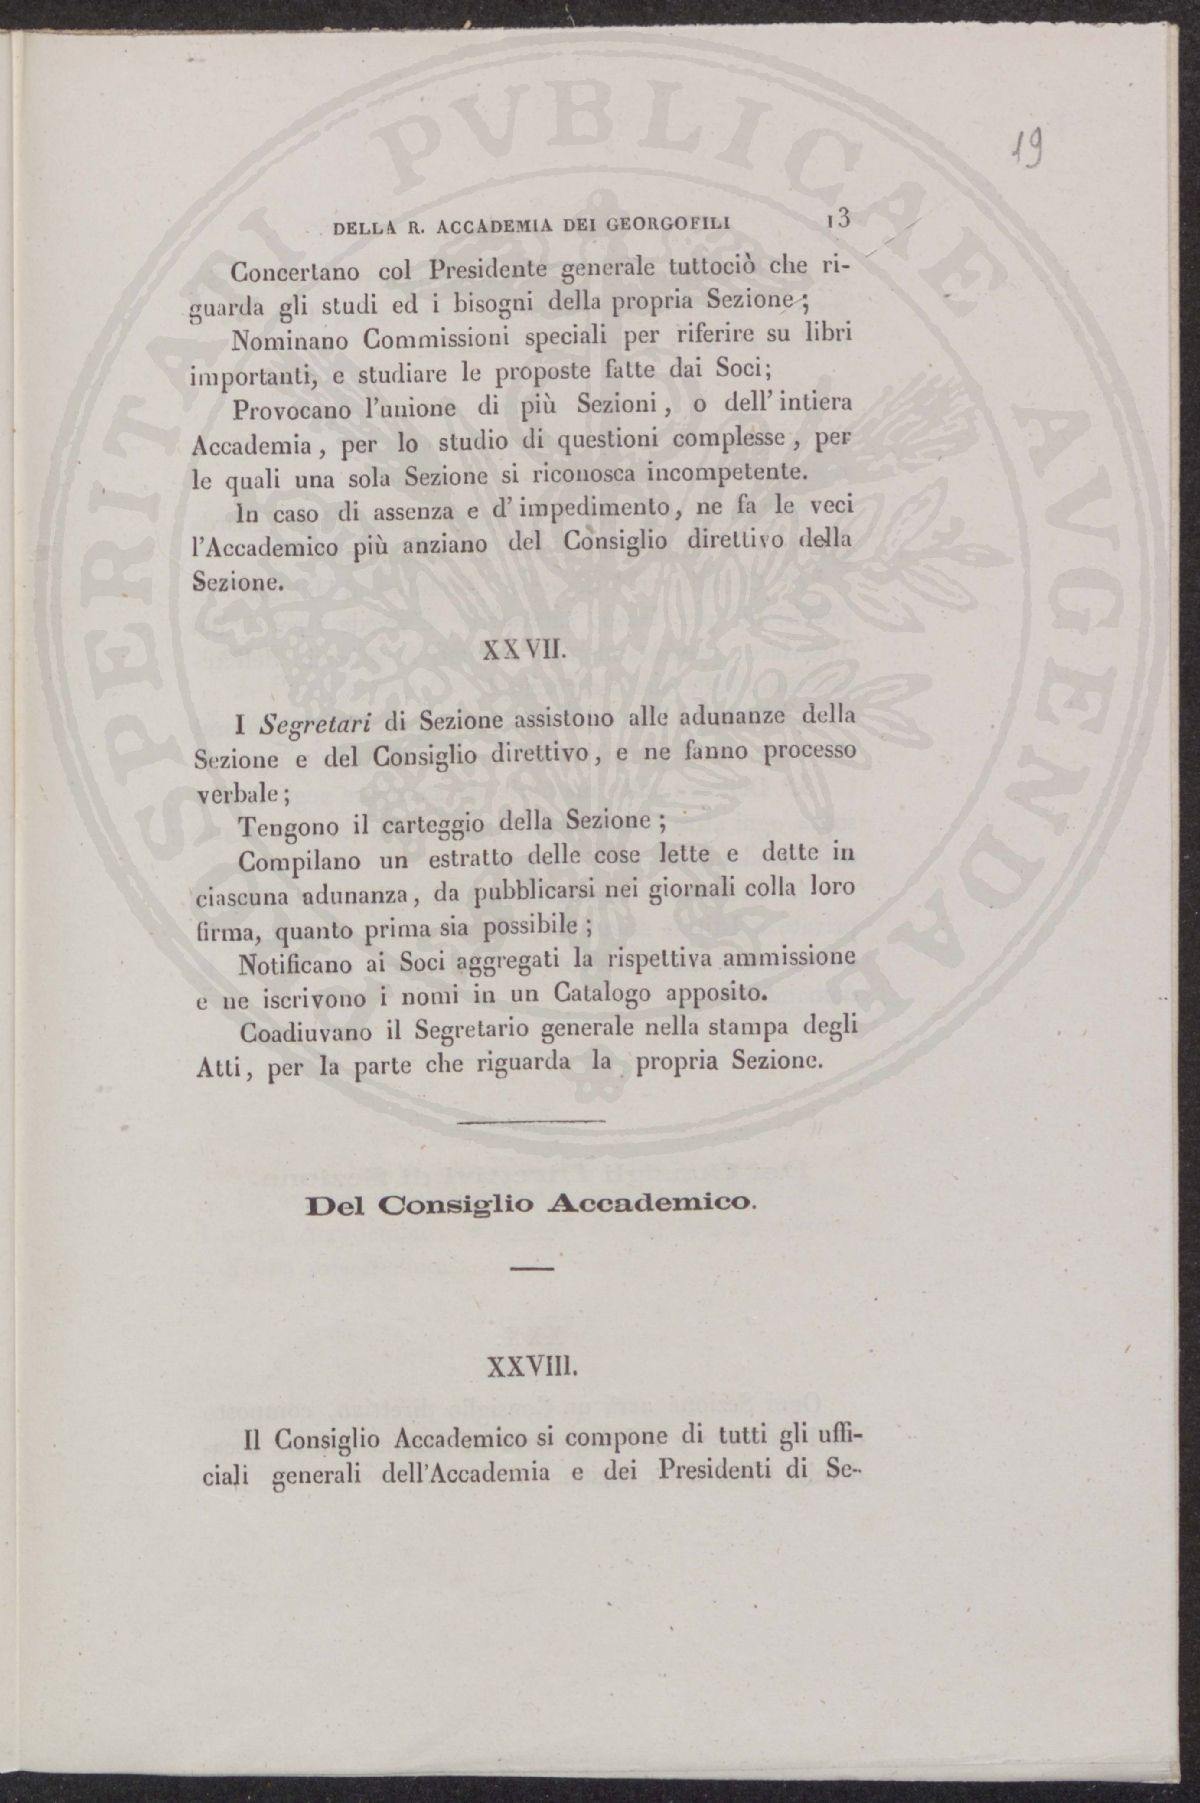 19
DELLA R. ACCADEMIA DEI GEORGOFILI 13
Concertano col Presidente generale tuttociò che ri-
guarda gli studi ed i bisogni della propria Sezione;
Nominano Commissioni speciali per riferire su libri
importanti, e studiare le proposte fatte dai Soci;
Provocano l'unione di più Sezioni, o dell'intiera
Accademia, per lo studio di questioni complesse, per
le quali una sola Sezione si riconosca incompetente.
In caso di assenza e d'impedimento, ne fa le veci
l'Accademico più anziano del Consiglio direttivo della
Sezione.
XXVII.
I Segretari di Sezione assistono alle adunanze della
Sezione e del Consiglio direttivo, e ne fanno processo
verbale;
Tengono il carteggio della Sezione;
Compilano un estratto delle cose lette e dette in
ciascuna adunanza, da pubblicarsi nei giornali colla loro
firma, quanto prima sia possibile;
Notificano ai Soci aggregati la rispettiva ammissione
e ne iscrivono i nomi in un Catalogo apposito.
Coadiuvano il Segretario generale nella stampa degli
Atti, per la parte che riguarda la propria Sezione.
Del Consiglio Accademico.
XXVIII.
Il Consiglio Accademico si compone di tutti gli uffi-
ciali generali dell'Accademia e dei Presidenti di Se-
PROSPERITATI PVBLICAE AVGENDAE